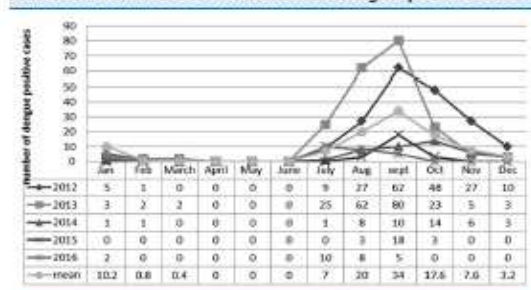 number of dengue positive cases
90
80
70
60
50
40
30
20
10
0
Jan Feb March April May June July Aug sept Oct Nov Dec
2012 5 1 0 0 0 0 9 27 62 48 27 10
2013 3 2 2 0 0 0 25 62 80 23 5 3
2014 1 1 0 0 0 0 1 8 10 14 6 3
2015 0 0 0 0 0 0 0 3 18 3 0 0
2016 2 0 0 0 0 0 10 8 5 0 0 0
mean 10.2 0.8 0.4 0 0 0 7 20 34 17.6 7.6 3.2